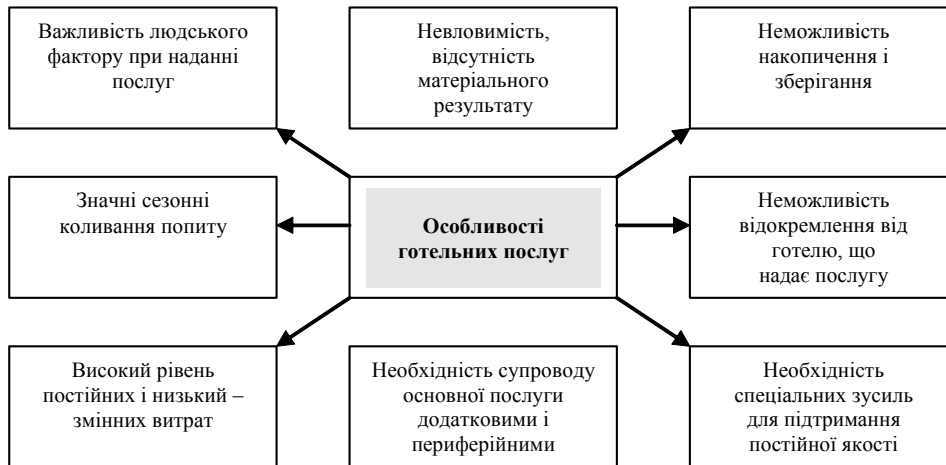 Важливість людського
фактору при наданні
послуг
Невловимість,
відсутність
матеріального
результату
Неможливість
накопичення і
зберігання
Значні сезонні
коливання попиту
Особливості
готельних послуг
Неможливість
відокремлення від
готелю, що
надає послугу
Високий рівень
постійних і низький –
змінних витрат
Необхідність супроводу
основної послуги
додатковими і
периферійними
Необхідність
спеціальних зусиль
для підтримання
постійної якості